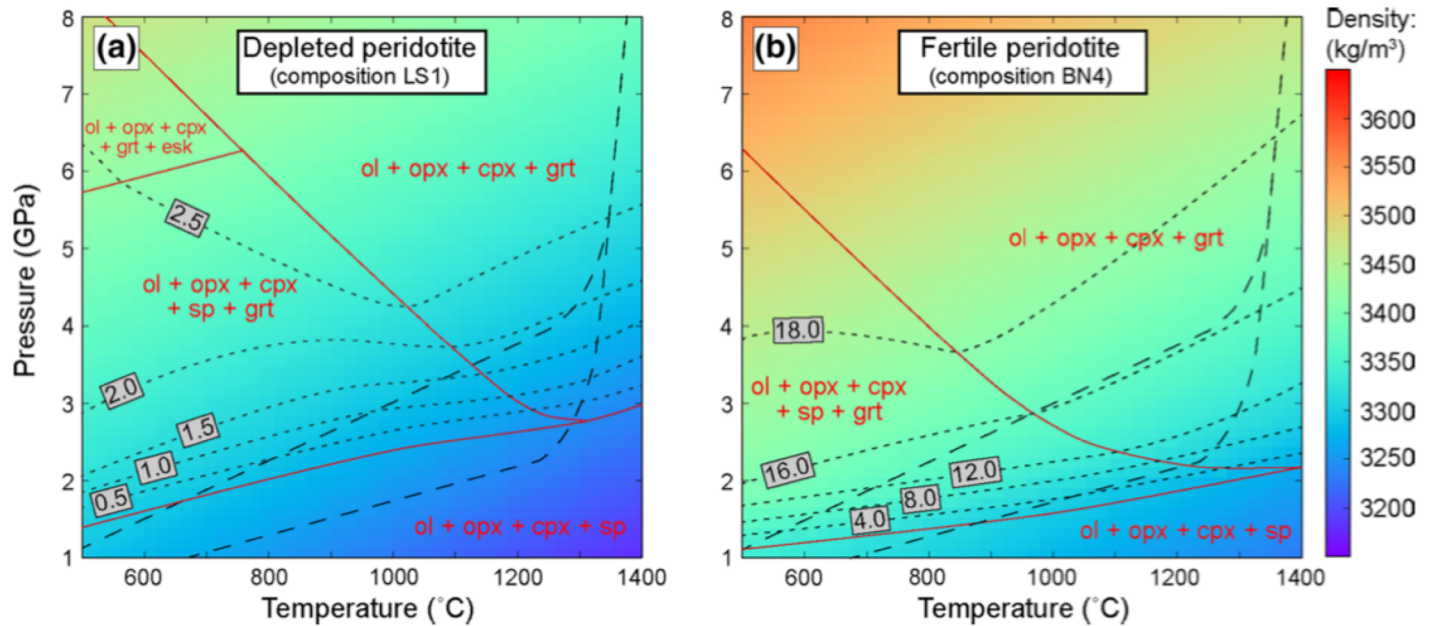 (a)
Depleted peridotite
(composition LS1)
ol + opx + cpx
+ grt + esk
ol + opx + cpx + grt
2.5
ol + opx + cpx
+ sp + grt
2.0
1.5
1.0
0.5
ol + opx + cpx + sp
8
7
6
5
4
3
2
1
Pressure (GPa)
600
800
1000
1200
1400
Temperature (˚C)
(b)
Fertile peridotite
(composition BN4)
ol + opx + cpx + grt
18.0
ol + opx + cpx
+ sp + grt
16.0
12.0
8.0
4.0
ol + opx + cpx + sp
8
7
6
5
4
3
2
1
600
800
1000
1200
1400
Temperature (˚C)
Density:
(kg/m³)
3600
3550
3500
3450
3400
3350
3300
3250
3200